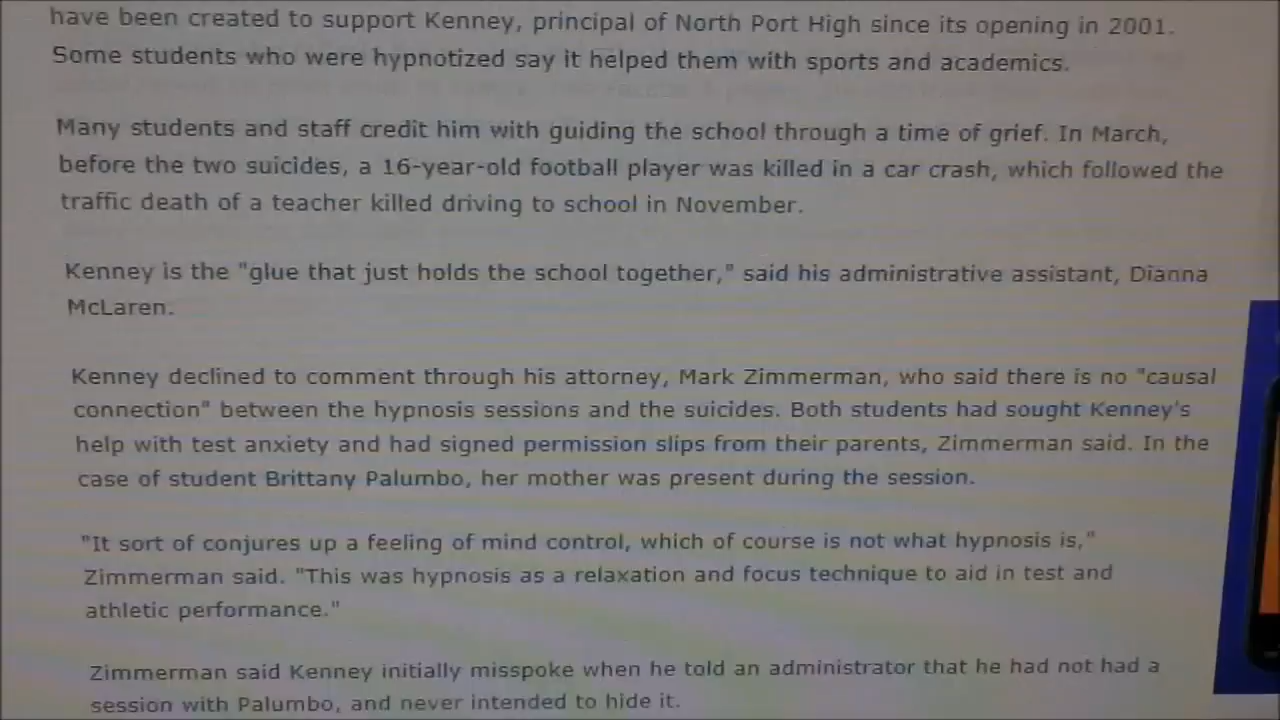 have been created to support Kenney, principal of North Port High since its opening in 2001.
Some students who were hypnotized say it helped them with sports and academics.
Many students and staff credit him with guiding the school through a time of grief. In March,
before the two suicides, a 16-year-old football player was killed in a car crash, which followed the
traffic death of a teacher killed driving to school in November.
Kenney is the "glue that just holds the school together," said his administrative assistant, Dianna
McLaren.
Kenney declined to comment through his attorney, Mark Zimmerman, who said there is no "causal
connection" between the hypnosis sessions and the suicides. Both students had sought Kenney's
help with test anxiety and had signed permission slips from their parents, Zimmerman said. In the
case of student Brittany Palumbo, her mother was present during the session.
"It sort of conjures up a feeling of mind control, which of course is not what hypnosis is,"
Zimmerman said. "This was hypnosis as a relaxation and focus technique to aid in test and
athletic performance."
Zimmerman said Kenney initially misspoke when he told an administrator that he had not had a
session with Palumbo, and never intended to hide it.